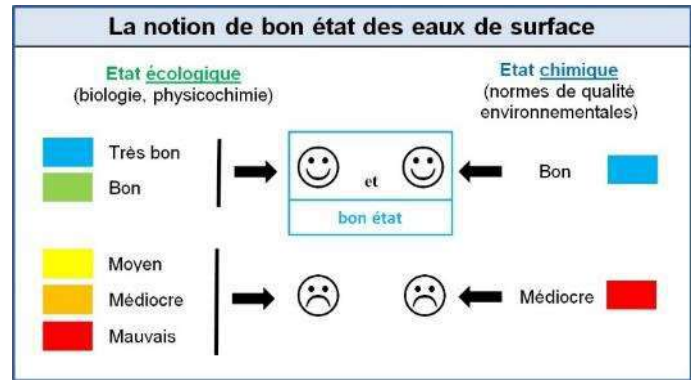 La notion de bon état des eaux de surface
Etat écologique
(biologie, physicochimie)
Etat chimique
(normes de qualité
environnementales)
Très bon
Bon
et
bon état
Bon
Moyen
Médiocre
Mauvais
Médiocre